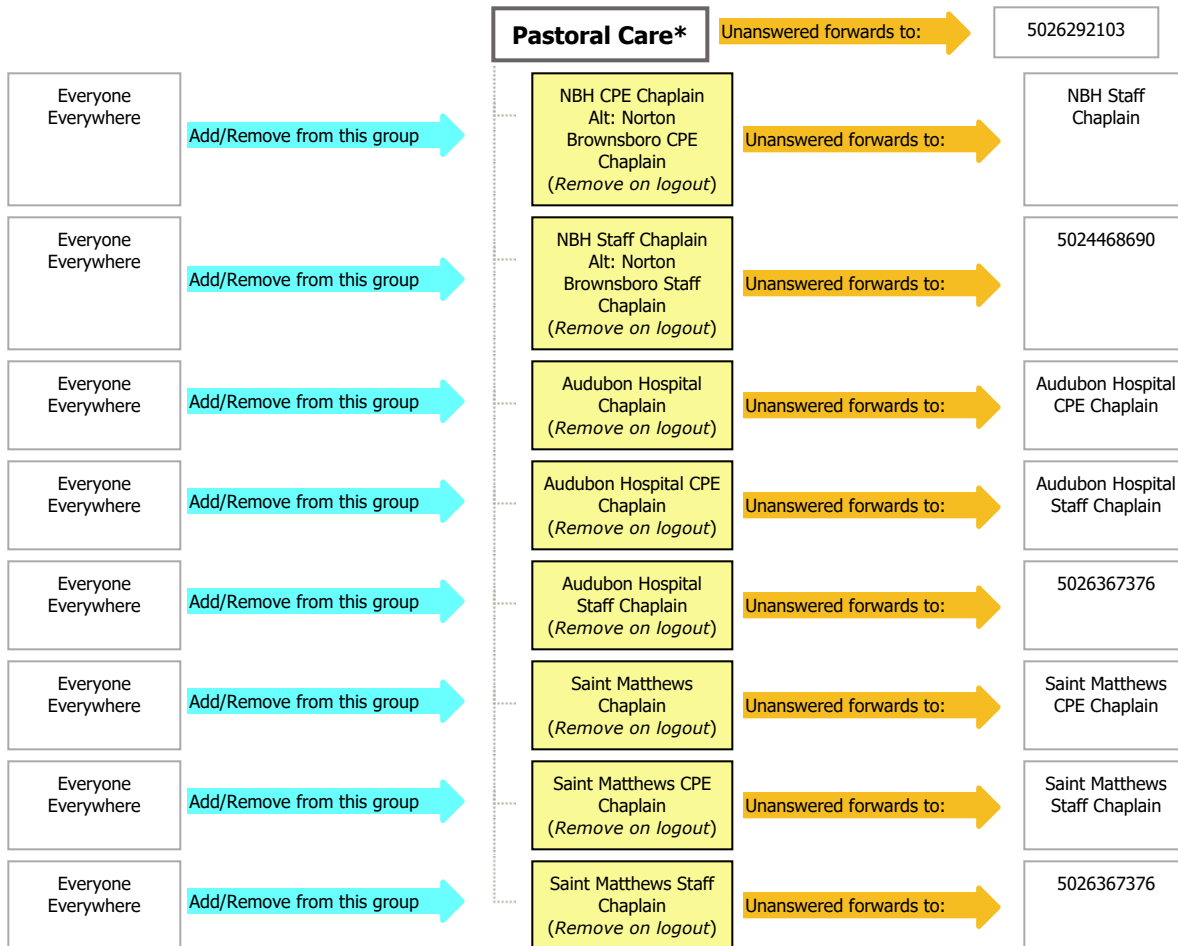 Pastoral Care*
Unanswered forwards to:
5026292103
Everyone
Everywhere
Add/Remove from this group
NBH CPE Chaplain
Alt: Norton
Brownsboro CPE
Chaplain
(Remove on logout)
Unanswered forwards to:
NBH Staff
Chaplain
Everyone
Everywhere
Add/Remove from this group
NBH Staff Chaplain
Alt: Norton
Brownsboro Staff
Chaplain
(Remove on logout)
Unanswered forwards to:
5024468690
Everyone
Everywhere
Add/Remove from this group
Audubon Hospital
Chaplain
(Remove on logout)
Unanswered forwards to:
Audubon Hospital
CPE Chaplain
Everyone
Everywhere
Add/Remove from this group
Audubon Hospital CPE
Chaplain
(Remove on logout)
Unanswered forwards to:
Audubon Hospital
Staff Chaplain
Everyone
Everywhere
Add/Remove from this group
Audubon Hospital
Staff Chaplain
(Remove on logout)
Unanswered forwards to:
5026367376
Everyone
Everywhere
Add/Remove from this group
Saint Matthews
Chaplain
(Remove on logout)
Unanswered forwards to:
Saint Matthews
CPE Chaplain
Everyone
Everywhere
Add/Remove from this group
Saint Matthews CPE
Chaplain
(Remove on logout)
Unanswered forwards to:
Saint Matthews
Staff Chaplain
Everyone
Everywhere
Add/Remove from this group
Saint Matthews Staff
Chaplain
(Remove on logout)
Unanswered forwards to:
5026367376